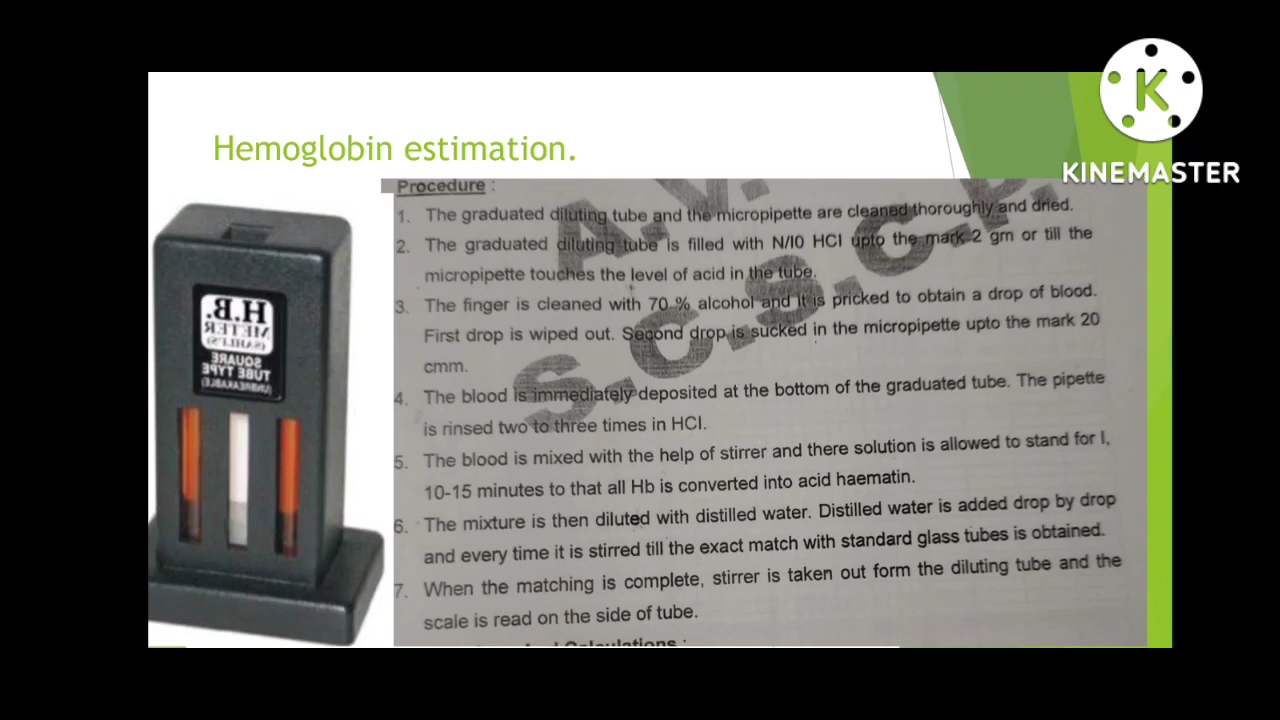 KINEMASTER
Hemoglobin estimation.
H.B.
METER
(SAHLI'S)
SQUARE
TUBE TYPE
(UNBREAKABLE)
A.V.
S.C.S.C.P.
Procedure :
1. The graduated diluting tube and the micropipette are cleaned thoroughly and dried.
2. The graduated diluting tube is filled with N/I0 HCI upto the mark 2 gm or till the
micropipette touches the level of acid in the tube.
3. The finger is cleaned with 70 % alcohol and it is pricked to obtain a drop of blood.
First drop is wiped out. Second drop is sucked in the micropipette upto the mark 20
cmm.
4. The blood is immediately deposited at the bottom of the graduated tube. The pipette
is rinsed two to three times in HCI.
5. The blood is mixed with the help of stirrer and there solution is allowed to stand for I,
10-15 minutes to that all Hb is converted into acid haematin.
6. The mixture is then diluted with distilled water. Distilled water is added drop by drop
and every time it is stirred till the exact match with standard glass tubes is obtained.
7. When the matching is complete, stirrer is taken out form the diluting tube and the
scale is read on the side of tube.
Calculations :